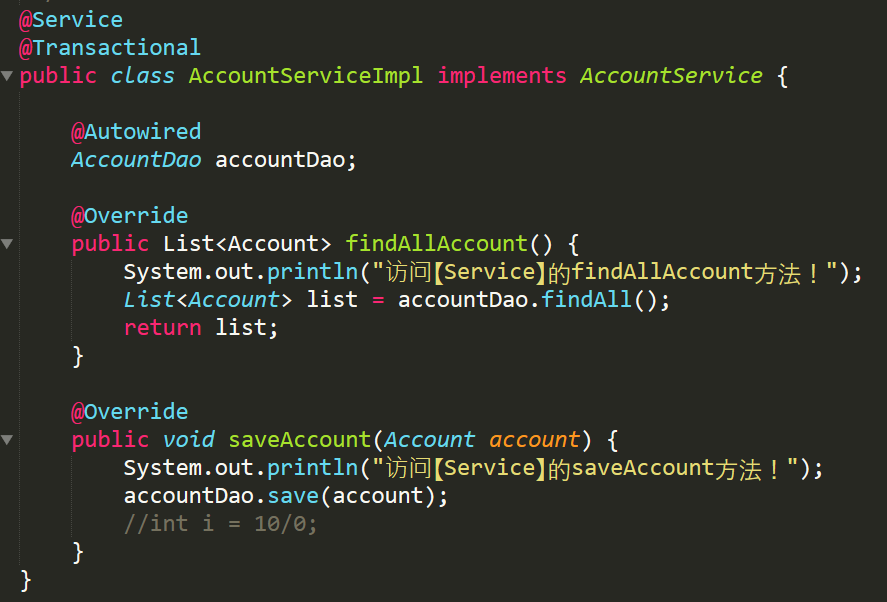 @Service
@Transactional
public class AccountServiceImpl implements AccountService {
@Autowired
AccountDao accountDao;
@Override
public List<Account> findAllAccount() {
System.out.println("访问【Service】的findAllAccount方法！");
List<Account> list = accountDao.findAll();
return list;
}
@Override
public void saveAccount(Account account) {
System.out.println("访问【Service】的saveAccount方法！");
accountDao.save(account);
//int i = 10/0;
}
}